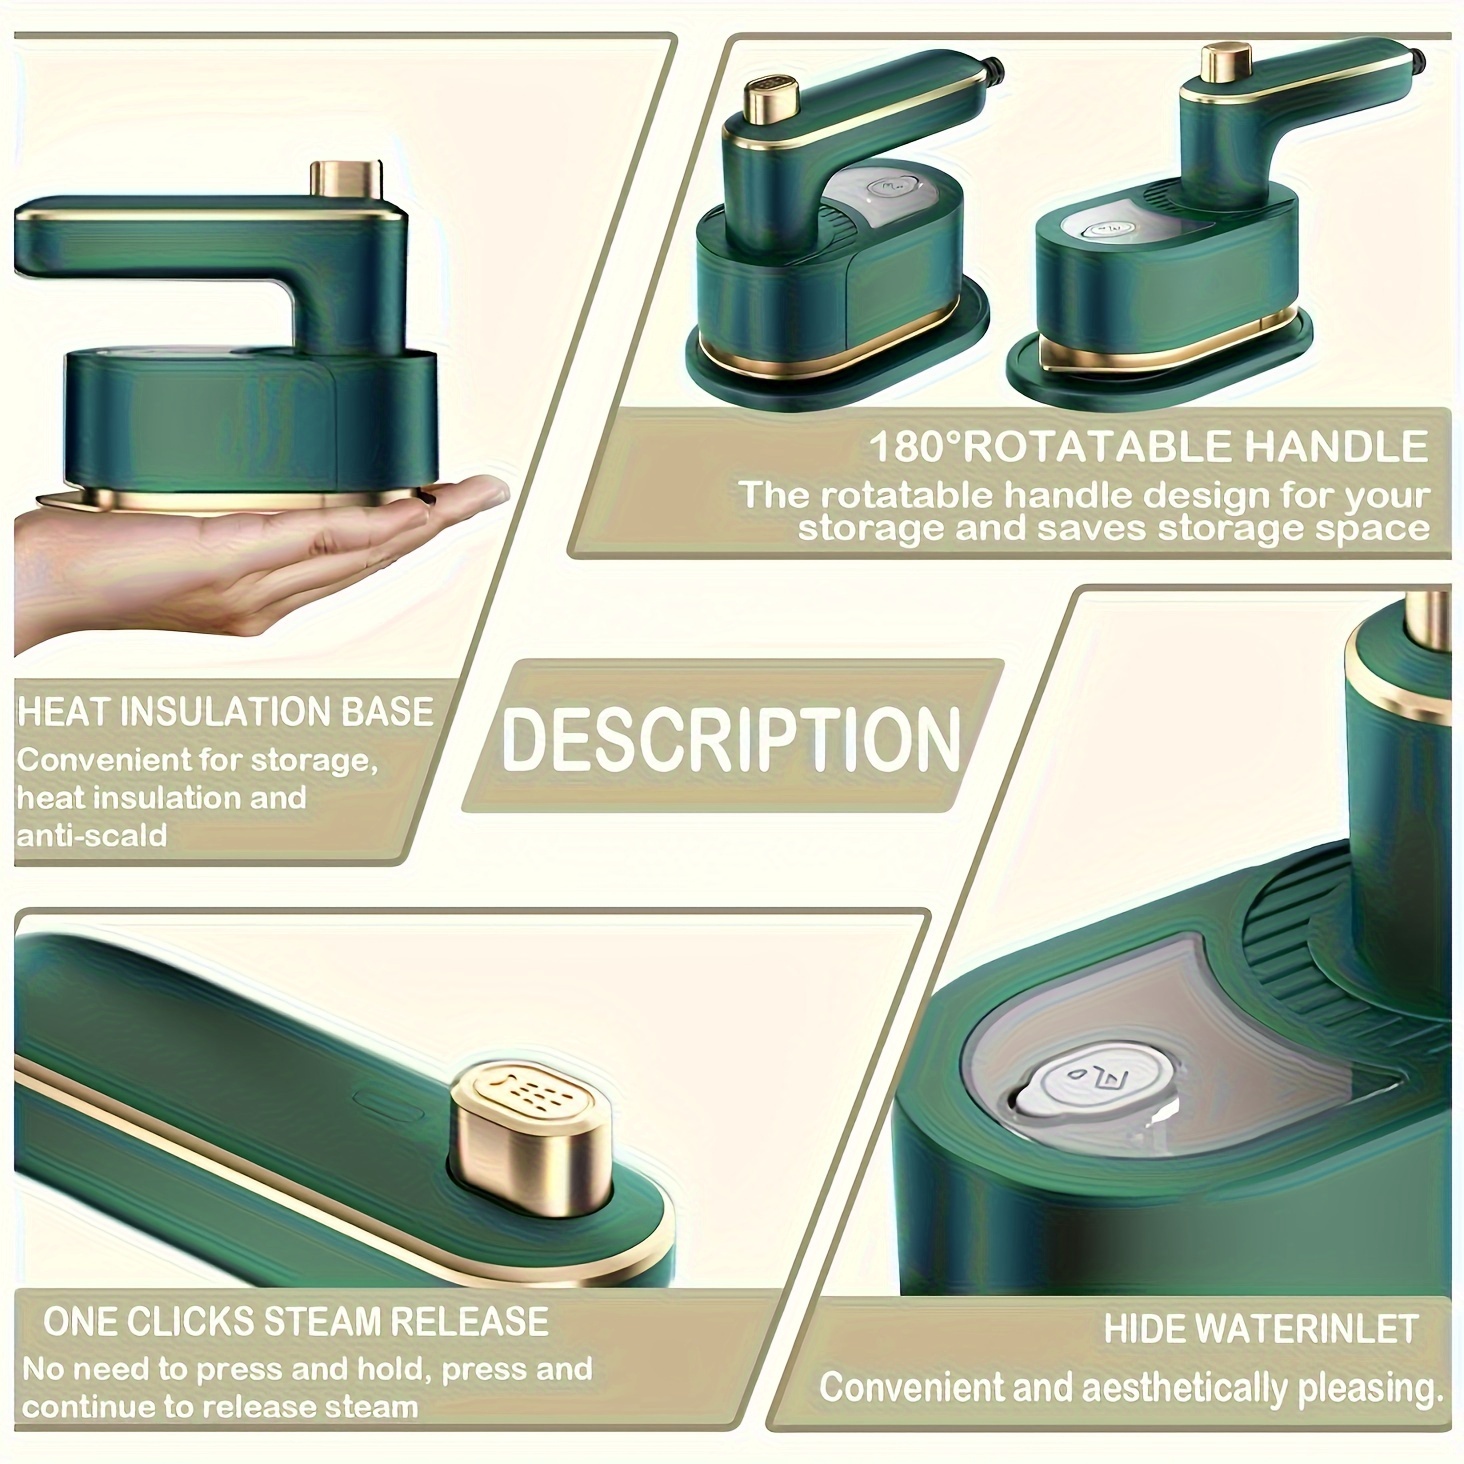 180°ROTATABLE HANDLE
The rotatable handle design for your
storage and saves storage space
HEAT INSULATION BASE
Convenient for storage,
heat insulation and
anti-scald
DESCRIPTION
ONE CLICKS STEAM RELEASE
No need to press and hold, press and
continue to release steam
HIDE WATERINLET
Convenient and aesthetically pleasing.